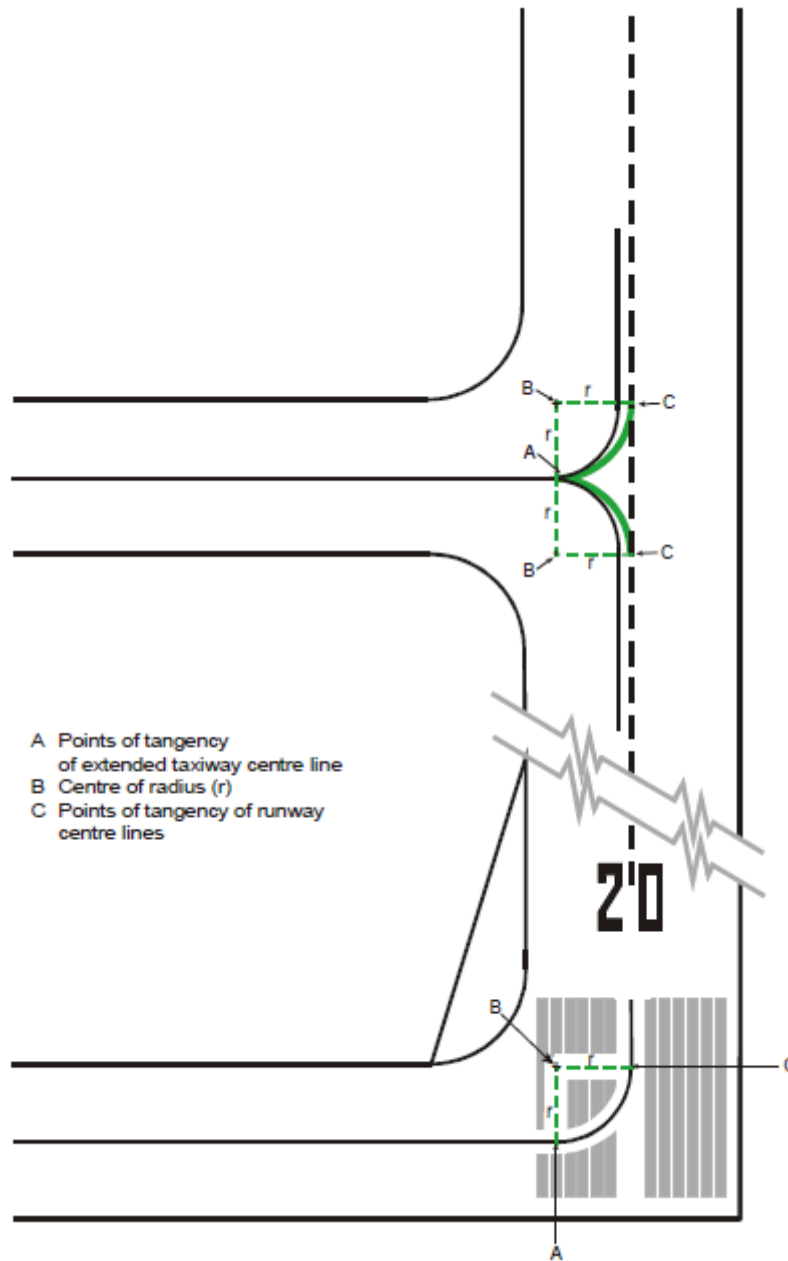 B
r
C
r
A
r
B
r
C
A Points of tangency
of extended taxiway centre line
B Centre of radius (r)
C Points of tangency of runway
centre lines
20
B
r
C
r
A